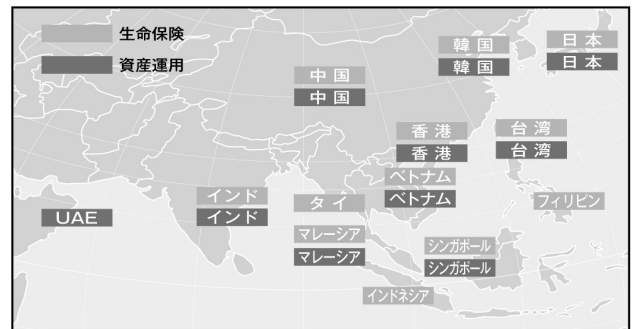 生命保険
資産運用
日本
日本
韓国
韓国
中国
中国
香港
香港
台湾
台湾
ベトナム
ベトナム
インド
インド
タイ
フィリピン
UAE
マレーシア
マレーシア
シンガポール
シンガポール
インドネシア